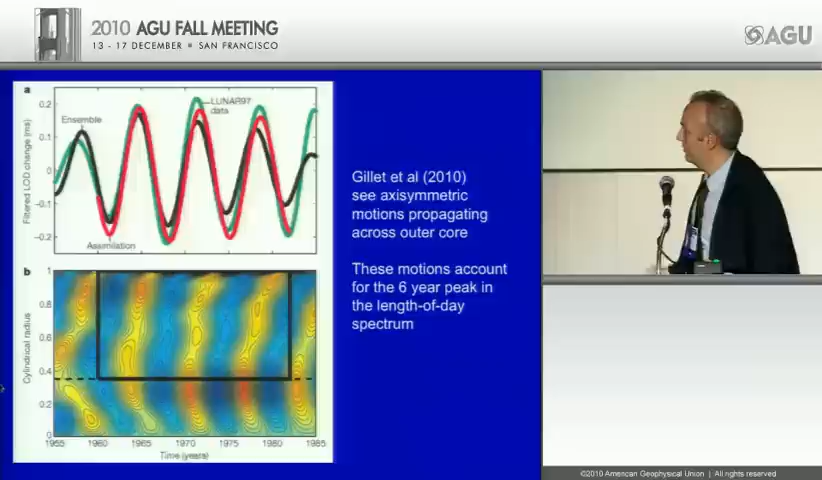 2010 AGU FALL MEETING
13 - 17 DECEMBER ■ SAN FRANCISCO
AGU
a
0.2
0.1
0
-0.1
-0.2
Filtered LOD change (ms)
Ensemble
LUNAR97
data
Assimilation
b
1
0.8
0.6
0.4
0.2
0
Cylindrical radius
1955
1960
1965
1970
1975
1980
1985
Time (years)
Gillet et al (2010)
see axisymmetric
motions propagating
across outer core
These motions account
for the 6 year peak in
the length-of-day
spectrum
©2010 American Geophysical Union | All rights reserved